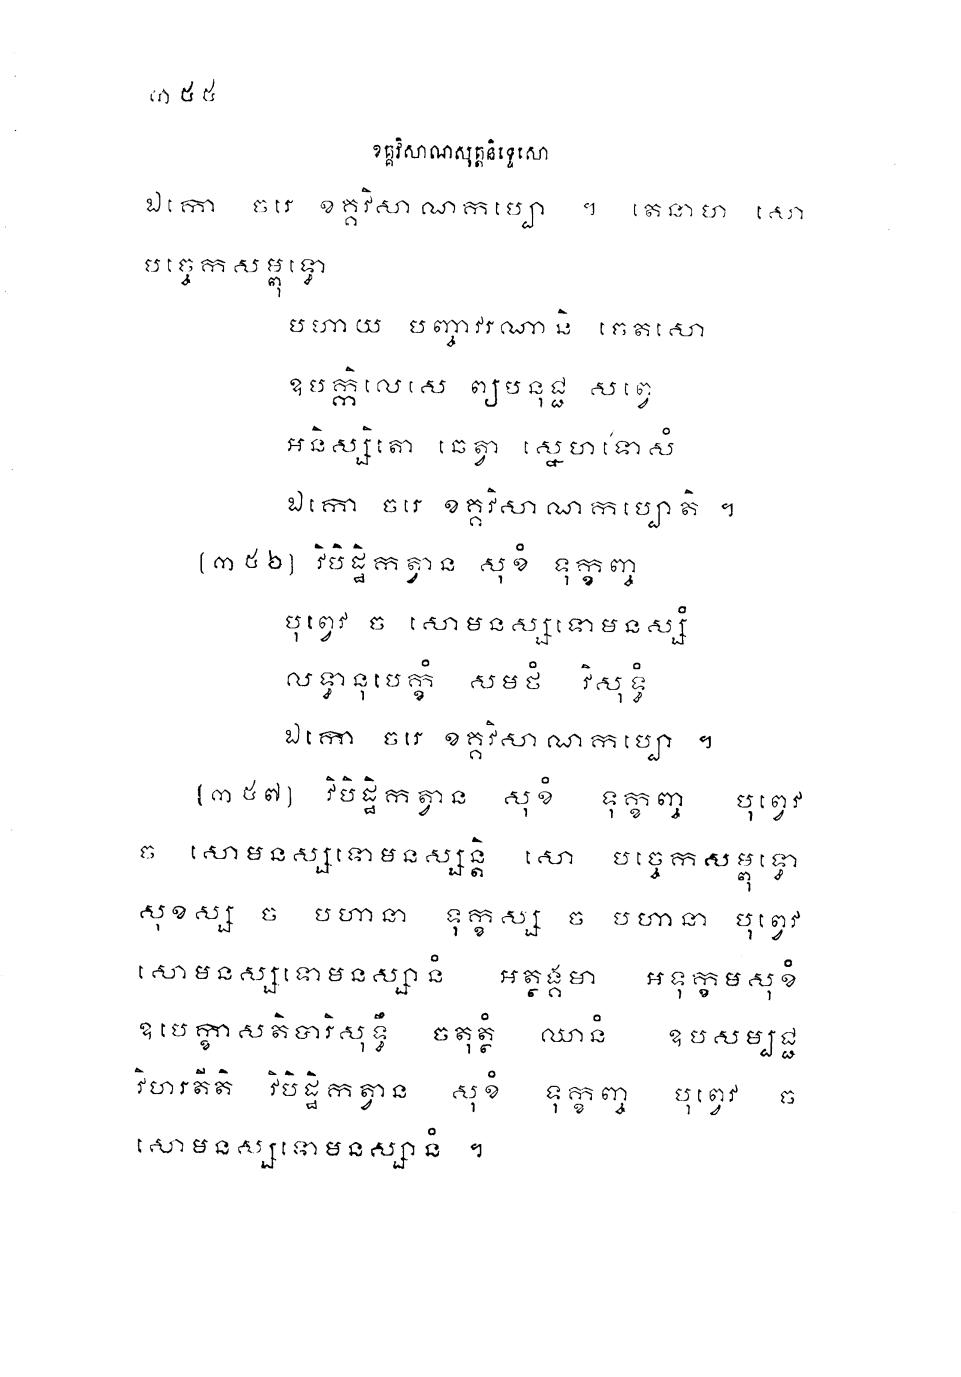 ៣៥៥
ខគ្គវិសាណសុត្តនិទ្ទេសោ
ឯកោ ចរេ ខគ្គវិសាណកប្បោ ។ តេនាហ សោ
បច្ចេកសម្ពុទ្ធោ
បហាយ បញ្ចាវរណានិ ចេតសោ
ឧបក្កិលេសេ ព្យបនុជ្ជ សព្វេ
អនិស្សិតោ ឆេត្វា ស្នេហទោសំ
ឯកោ ចរេ ខគ្គវិសាណកប្បោតិ ។
(៣៥៦) វិបិដ្ឋិកត្វាន សុខំ ទុក្ខញ្ច
បុព្វេវ ច សោមនស្សទោមនស្សំ
លទ្ធានុបេក្ខំ សមថំ វិសុទ្ធំ
ឯកោ ចរេ ខគ្គវិសាណកប្បោ ។
(៣៥៧) វិបិដ្ឋិកត្វាន សុខំ ទុក្ខញ្ច បុព្វេវ
ច សោមនស្សទោមនស្សន្តិ សោ បច្ចេកសម្ពុទ្ធោ
សុខស្ស ច បហានា ទុក្ខស្ស ច បហានា បុព្វេវ
សោមនស្សទោមនស្សានំ អត្ថង្គមា អទុក្ខមសុខំ
ឧបេក្ខាសតិបារិសុទ្ធឹ ចតុត្ថំ ឈានំ ឧបសម្បជ្ជ
វិហរតីតិ វិបិដ្ឋិកត្វាន សុខំ ទុក្ខញ្ច បុព្វេវ ច
សោមនស្សទោមនស្សានំ ។